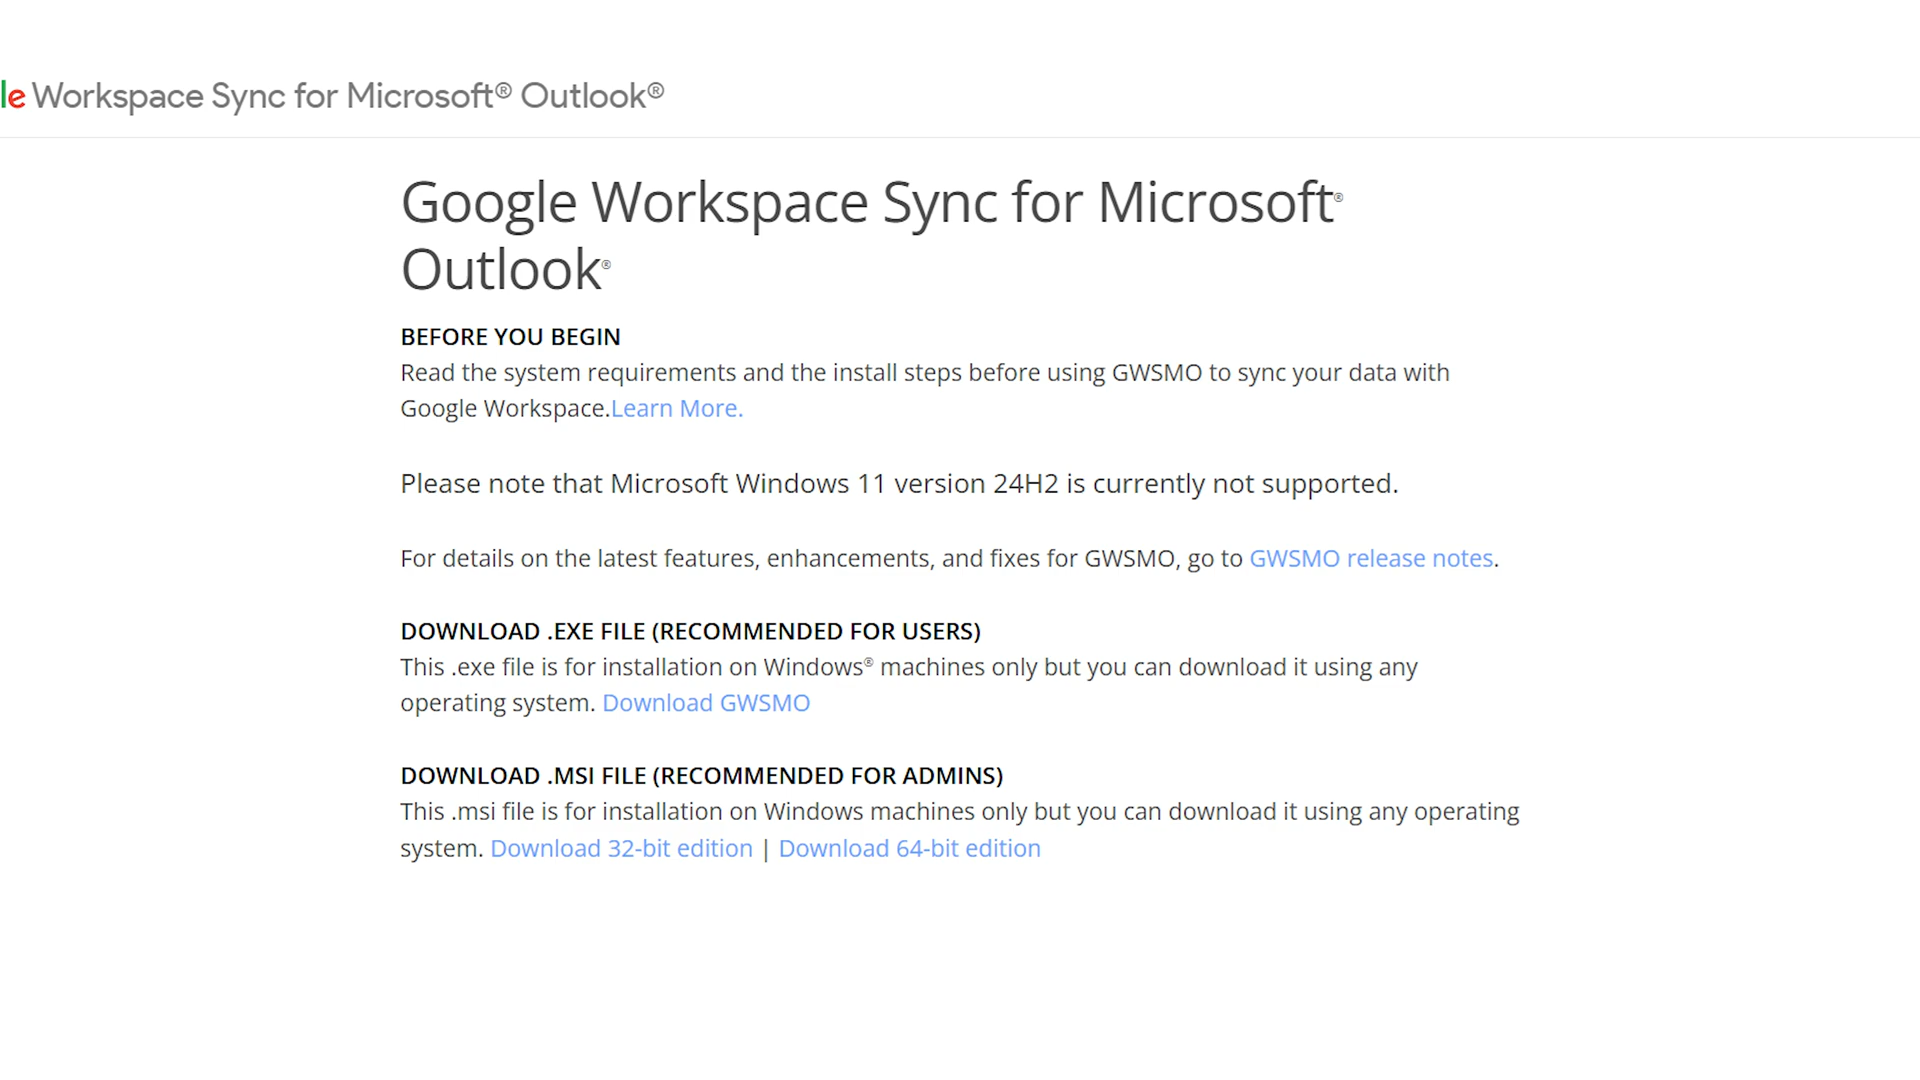 le Workspace Sync for Microsoft® Outlook®
Google Workspace Sync for Microsoft®
Outlook®
BEFORE YOU BEGIN
Read the system requirements and the install steps before using GWSMO to sync your data with
Google Workspace.Learn More.
Please note that Microsoft Windows 11 version 24H2 is currently not supported.
For details on the latest features, enhancements, and fixes for GWSMO, go to GWSMO release notes.
DOWNLOAD .EXE FILE (RECOMMENDED FOR USERS)
This .exe file is for installation on Windows® machines only but you can download it using any
operating system. Download GWSMO
DOWNLOAD .MSI FILE (RECOMMENDED FOR ADMINS)
This .msi file is for installation on Windows machines only but you can download it using any operating
system. Download 32-bit edition | Download 64-bit edition